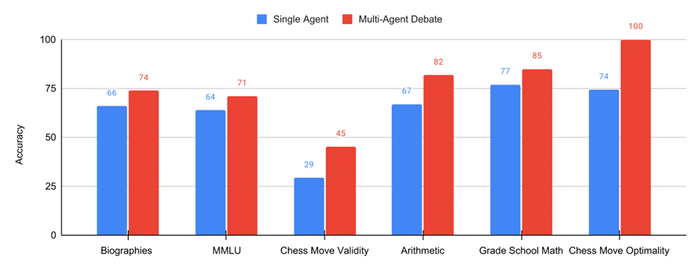 Single Agent Multi-Agent Debate
100
75
50
25
0
Accuracy
66 74 64 71 29 45 67 82 77 85 74 100
Biographies MMLU Chess Move Validity Arithmetic Grade School Math Chess Move Optimality